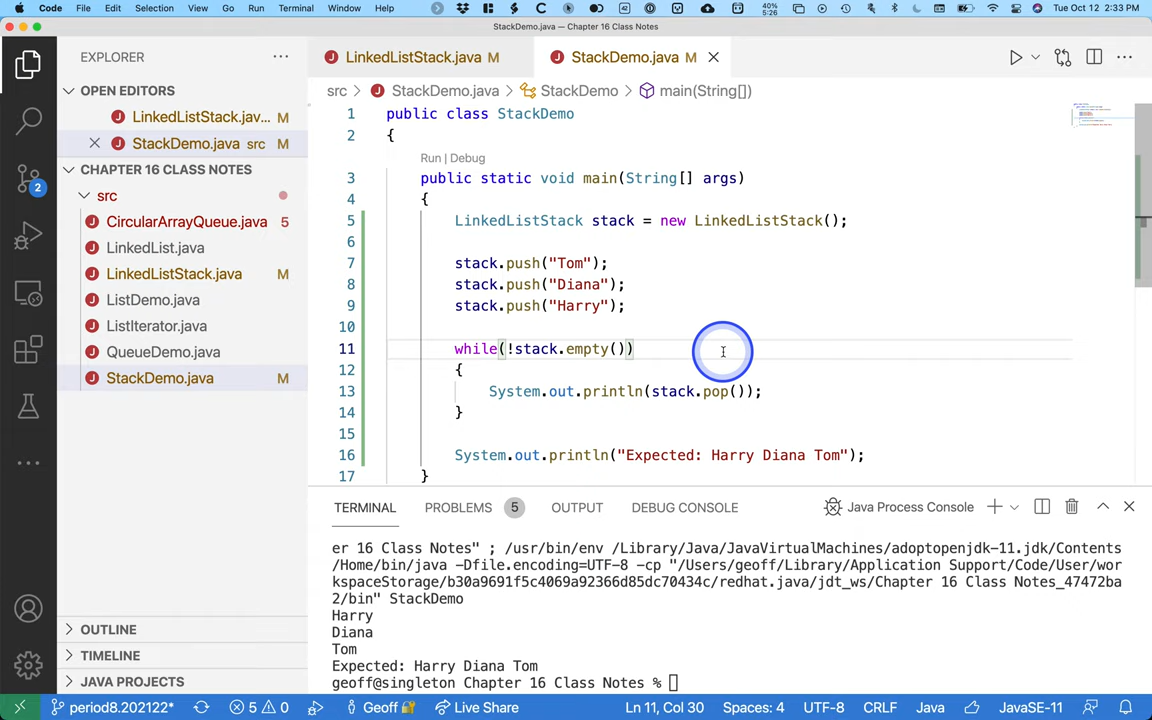 Code File Edit Selection View Go Run Terminal Window Help 42 40% 5:26 Tue Oct 12 2:33 PM
StackDemo.java — Chapter 16 Class Notes
EXPLORER
LinkedListStack.java M
StackDemo.java M
OPEN EDITORS
src > StackDemo.java > StackDemo > main(String[])
LinkedListStack.jav... M
StackDemo.java src M
CHAPTER 16 CLASS NOTES
src
CircularArrayQueue.java 5
LinkedList.java
LinkedListStack.java M
ListDemo.java
ListIterator.java
QueueDemo.java
StackDemo.java M
OUTLINE
TIMELINE
JAVA PROJECTS
2
1 public class StackDemo
2 {
Run | Debug
3 public static void main(String[] args)
4 {
5 LinkedListStack stack = new LinkedListStack();
6
7 stack.push("Tom");
8 stack.push("Diana");
9 stack.push("Harry");
10
11 while(!stack.empty())
12 {
13 System.out.println(stack.pop());
14 }
15
16 System.out.println("Expected: Harry Diana Tom");
17 }
TERMINAL PROBLEMS 5 OUTPUT DEBUG CONSOLE Java Process Console
er 16 Class Notes" ; /usr/bin/env /Library/Java/JavaVirtualMachines/adoptopenjdk-11.jdk/Contents
/Home/bin/java -Dfile.encoding=UTF-8 -cp "/Users/geoff/Library/Application Support/Code/User/wor
kspaceStorage/b30a9691f5c4069a92366d85dc70434c/redhat.java/jdt_ws/Chapter 16 Class Notes_47472ba
2/bin" StackDemo
Harry
Diana
Tom
Expected: Harry Diana Tom
geoff@singleton Chapter 16 Class Notes %
period8.202122* 5 0 Geoff Live Share Ln 11, Col 30 Spaces: 4 UTF-8 CRLF Java JavaSE-11